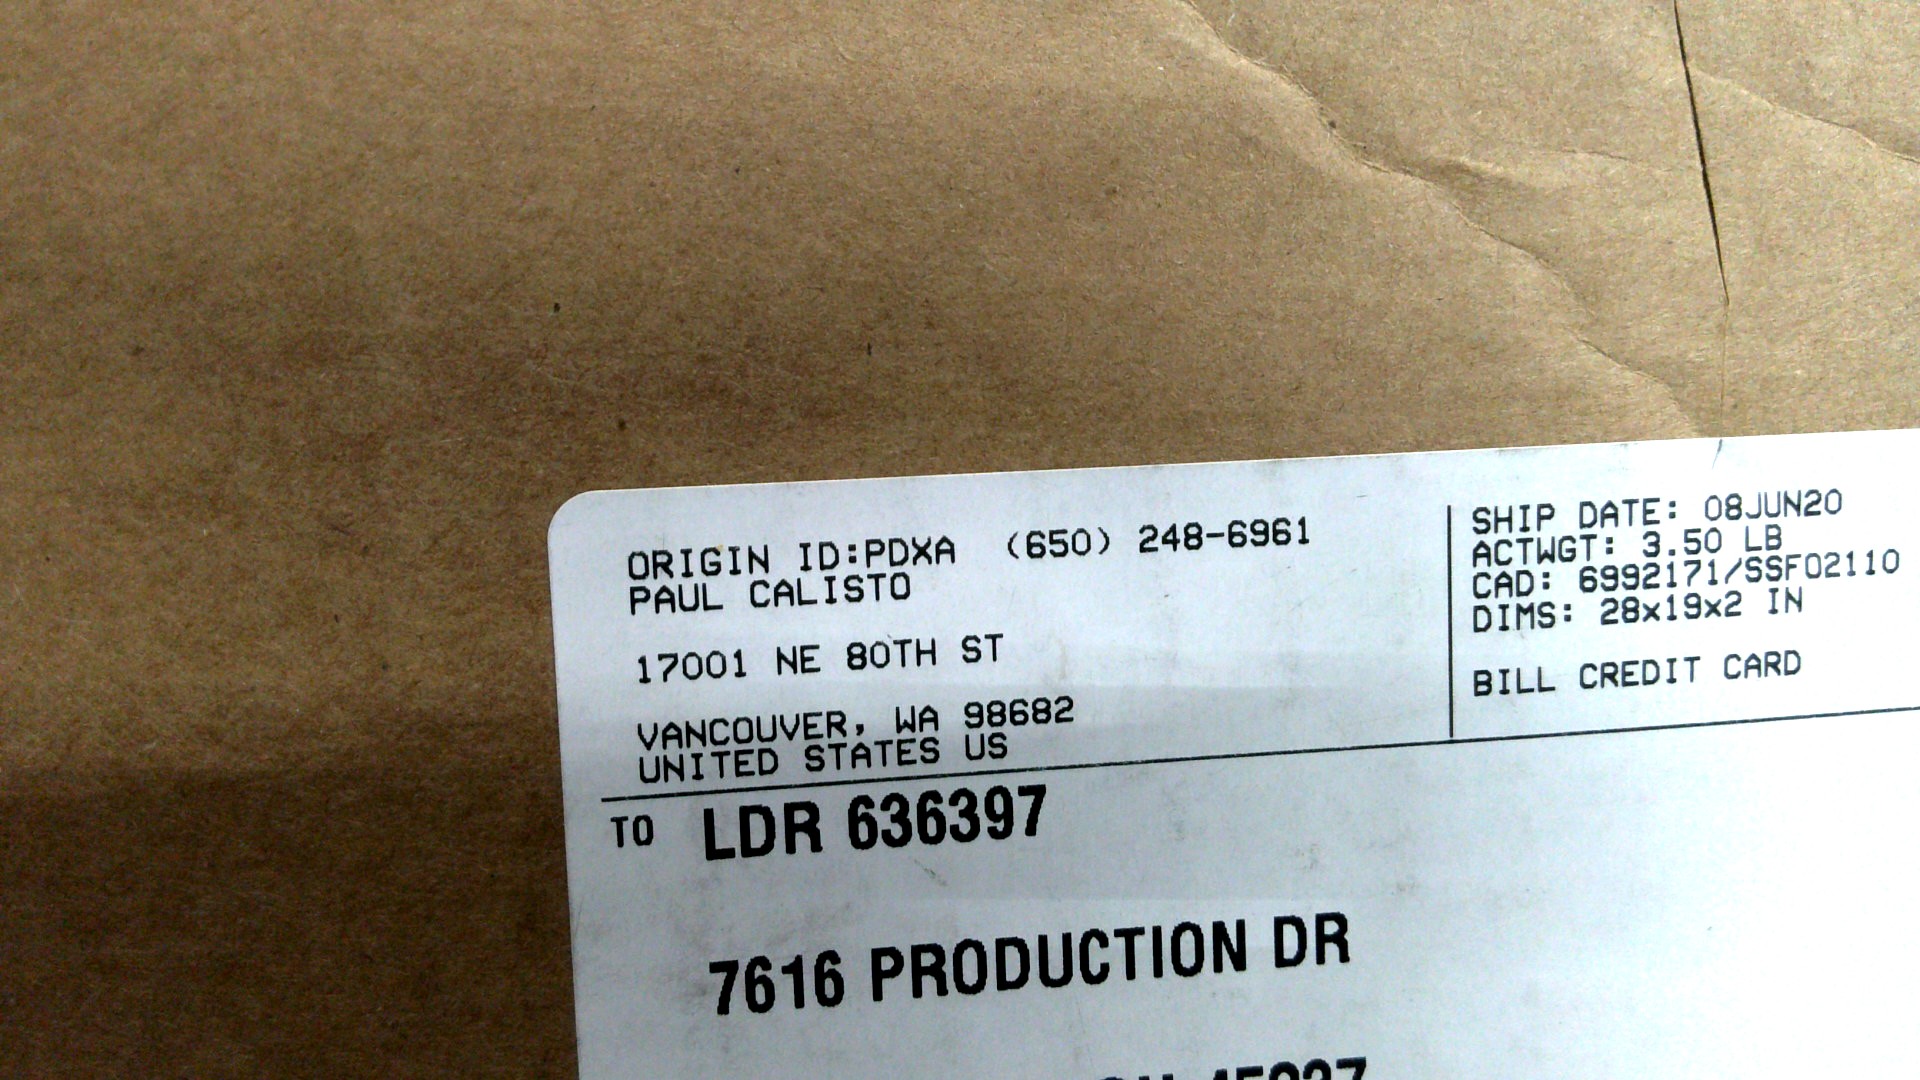 ORIGIN ID:PDXA (650) 248-6961
PAUL CALISTO
17001 NE 80TH ST
VANCOUVER, WA 98682
UNITED STATES US
SHIP DATE: 08JUN20
ACTWGT: 3.50 LB
CAD: 6992171/SSFO2110
DIMS: 28x19x2 IN
BILL CREDIT CARD
TO LDR 636397
7616 PRODUCTION DR